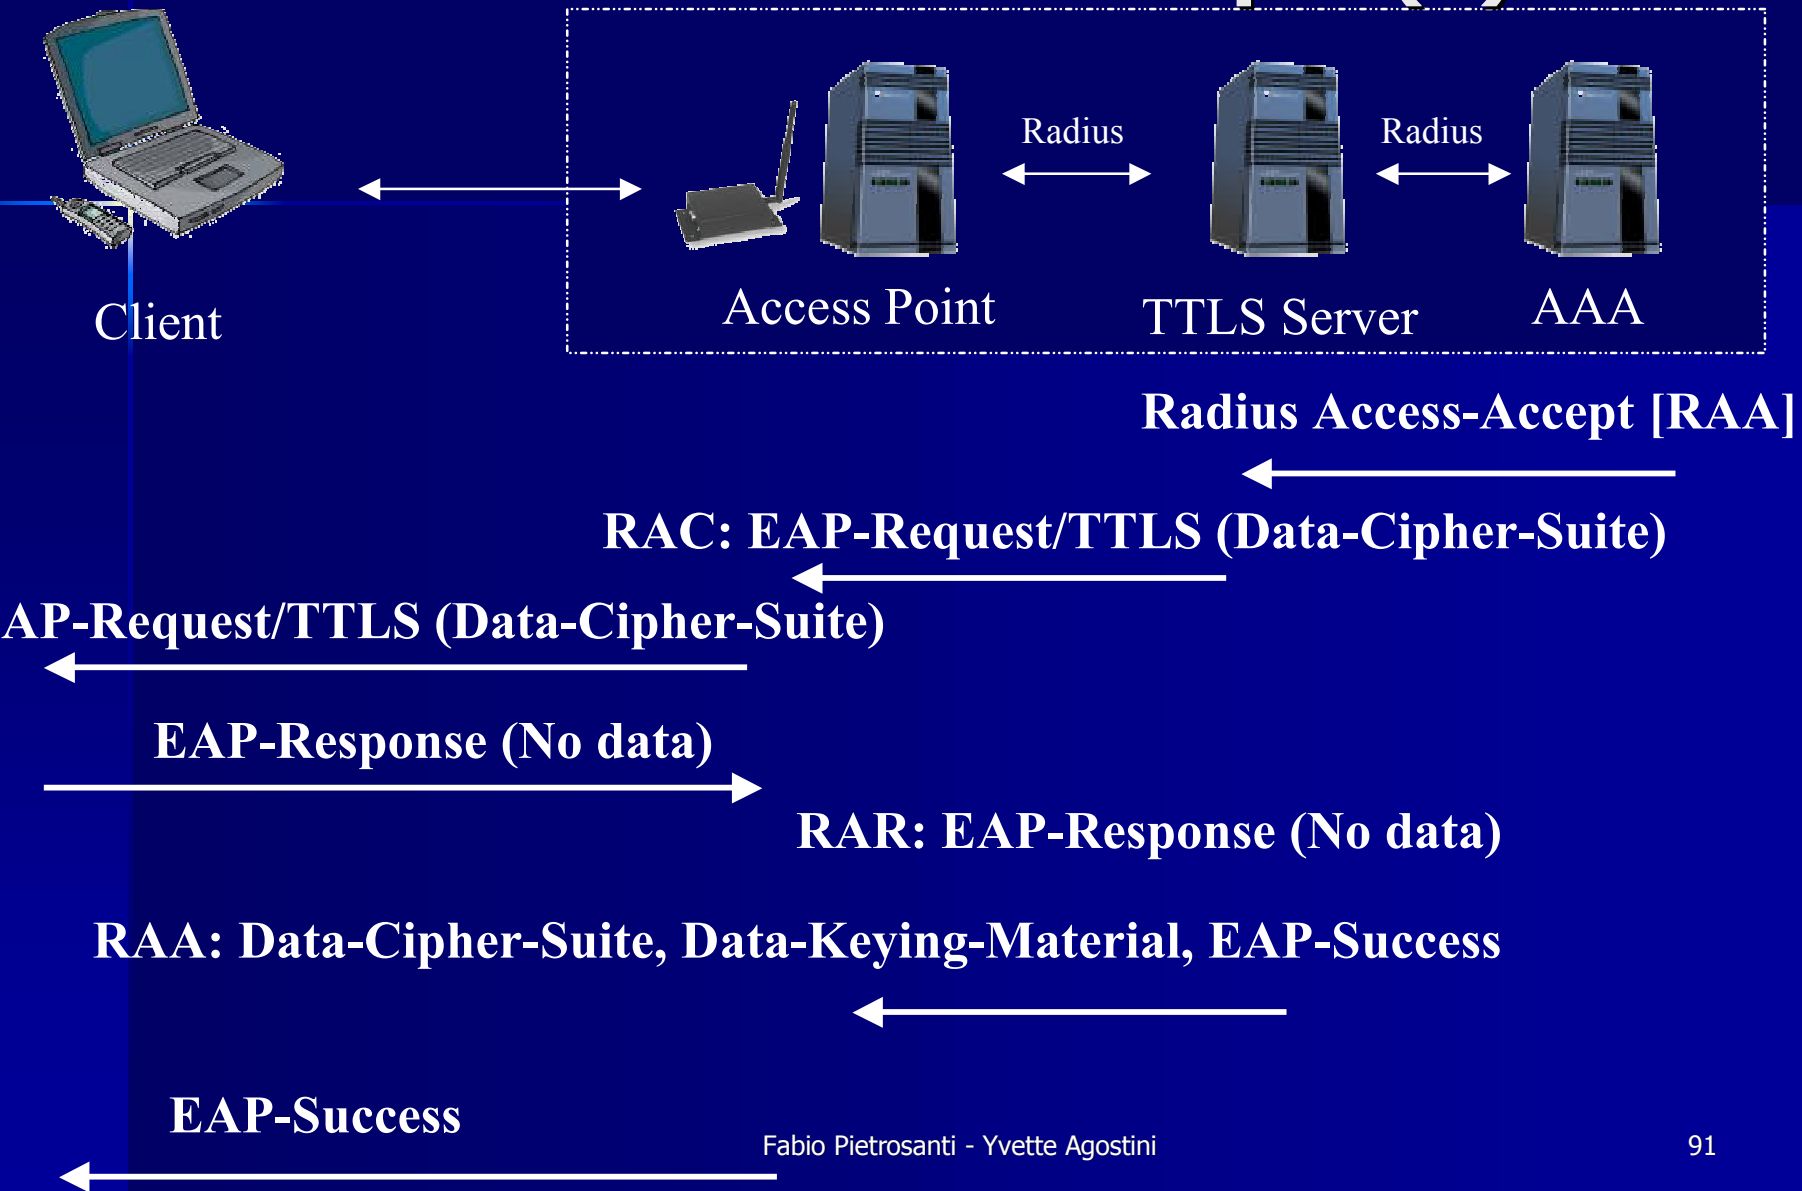 Radius
Radius
Client
Access Point
TTLS Server
AAA
Radius Access-Accept [RAA]
RAC: EAP-Request/TTLS (Data-Cipher-Suite)
AP-Request/TTLS (Data-Cipher-Suite)
EAP-Response (No data)
RAR: EAP-Response (No data)
RAA: Data-Cipher-Suite, Data-Keying-Material, EAP-Success
EAP-Success
Fabio Pietrosanti - Yvette Agostini
91